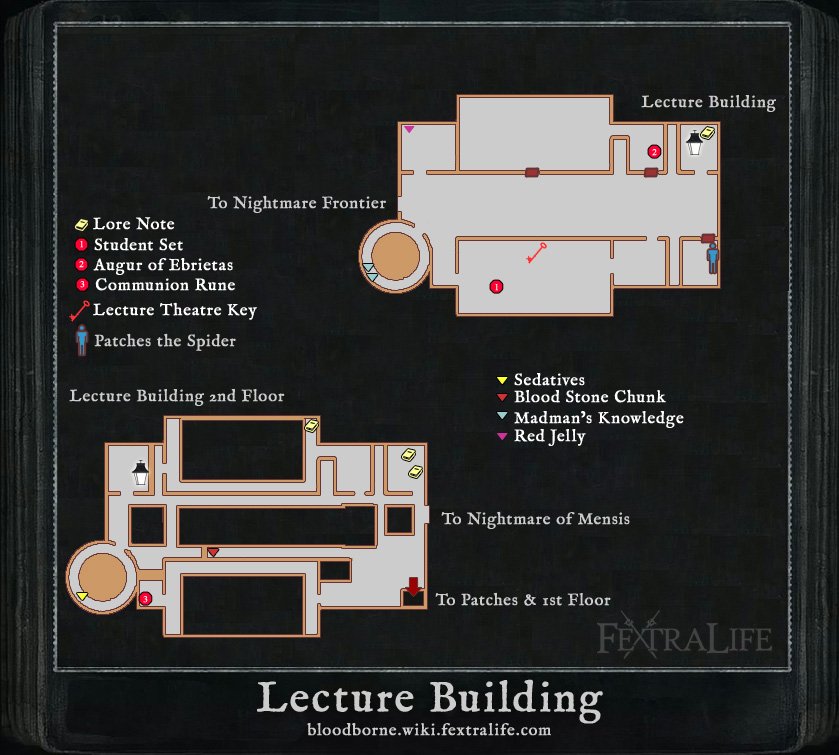 Lecture Building
2
To Nightmare Frontier
Lore Note
1 Student Set
2 Augur of Ebrietas
3 Communion Rune
Lecture Theatre Key
Patches the Spider
1
Sedatives
Blood Stone Chunk
Madman's Knowledge
Red Jelly
Lecture Building 2nd Floor
To Nightmare of Mensis
3
To Patches & 1st Floor
FEXTRALIFE
Lecture Building
bloodborne.wiki.fextralife.com